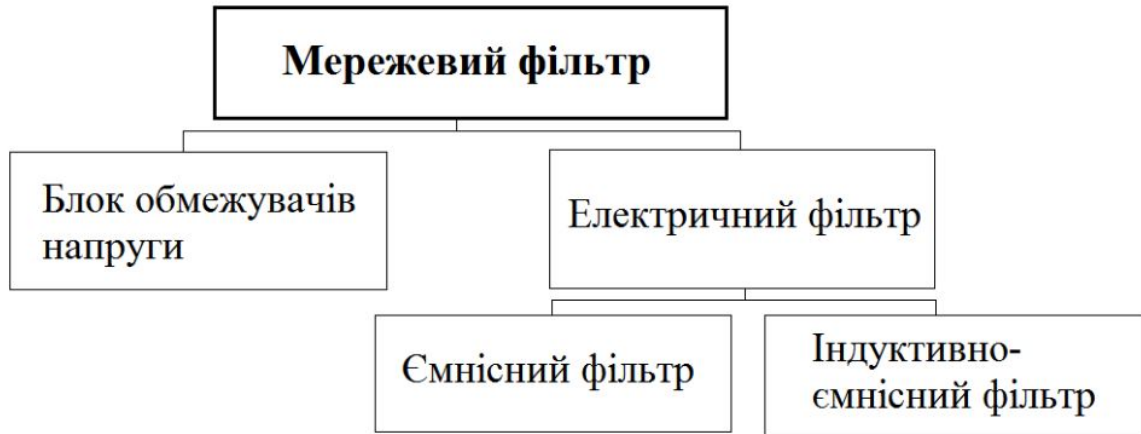 Мережевий фільтр
Блок обмежувачів
напруги
Електричний фільтр
Ємнісний фільтр
Індуктивно-
ємнісний фільтр